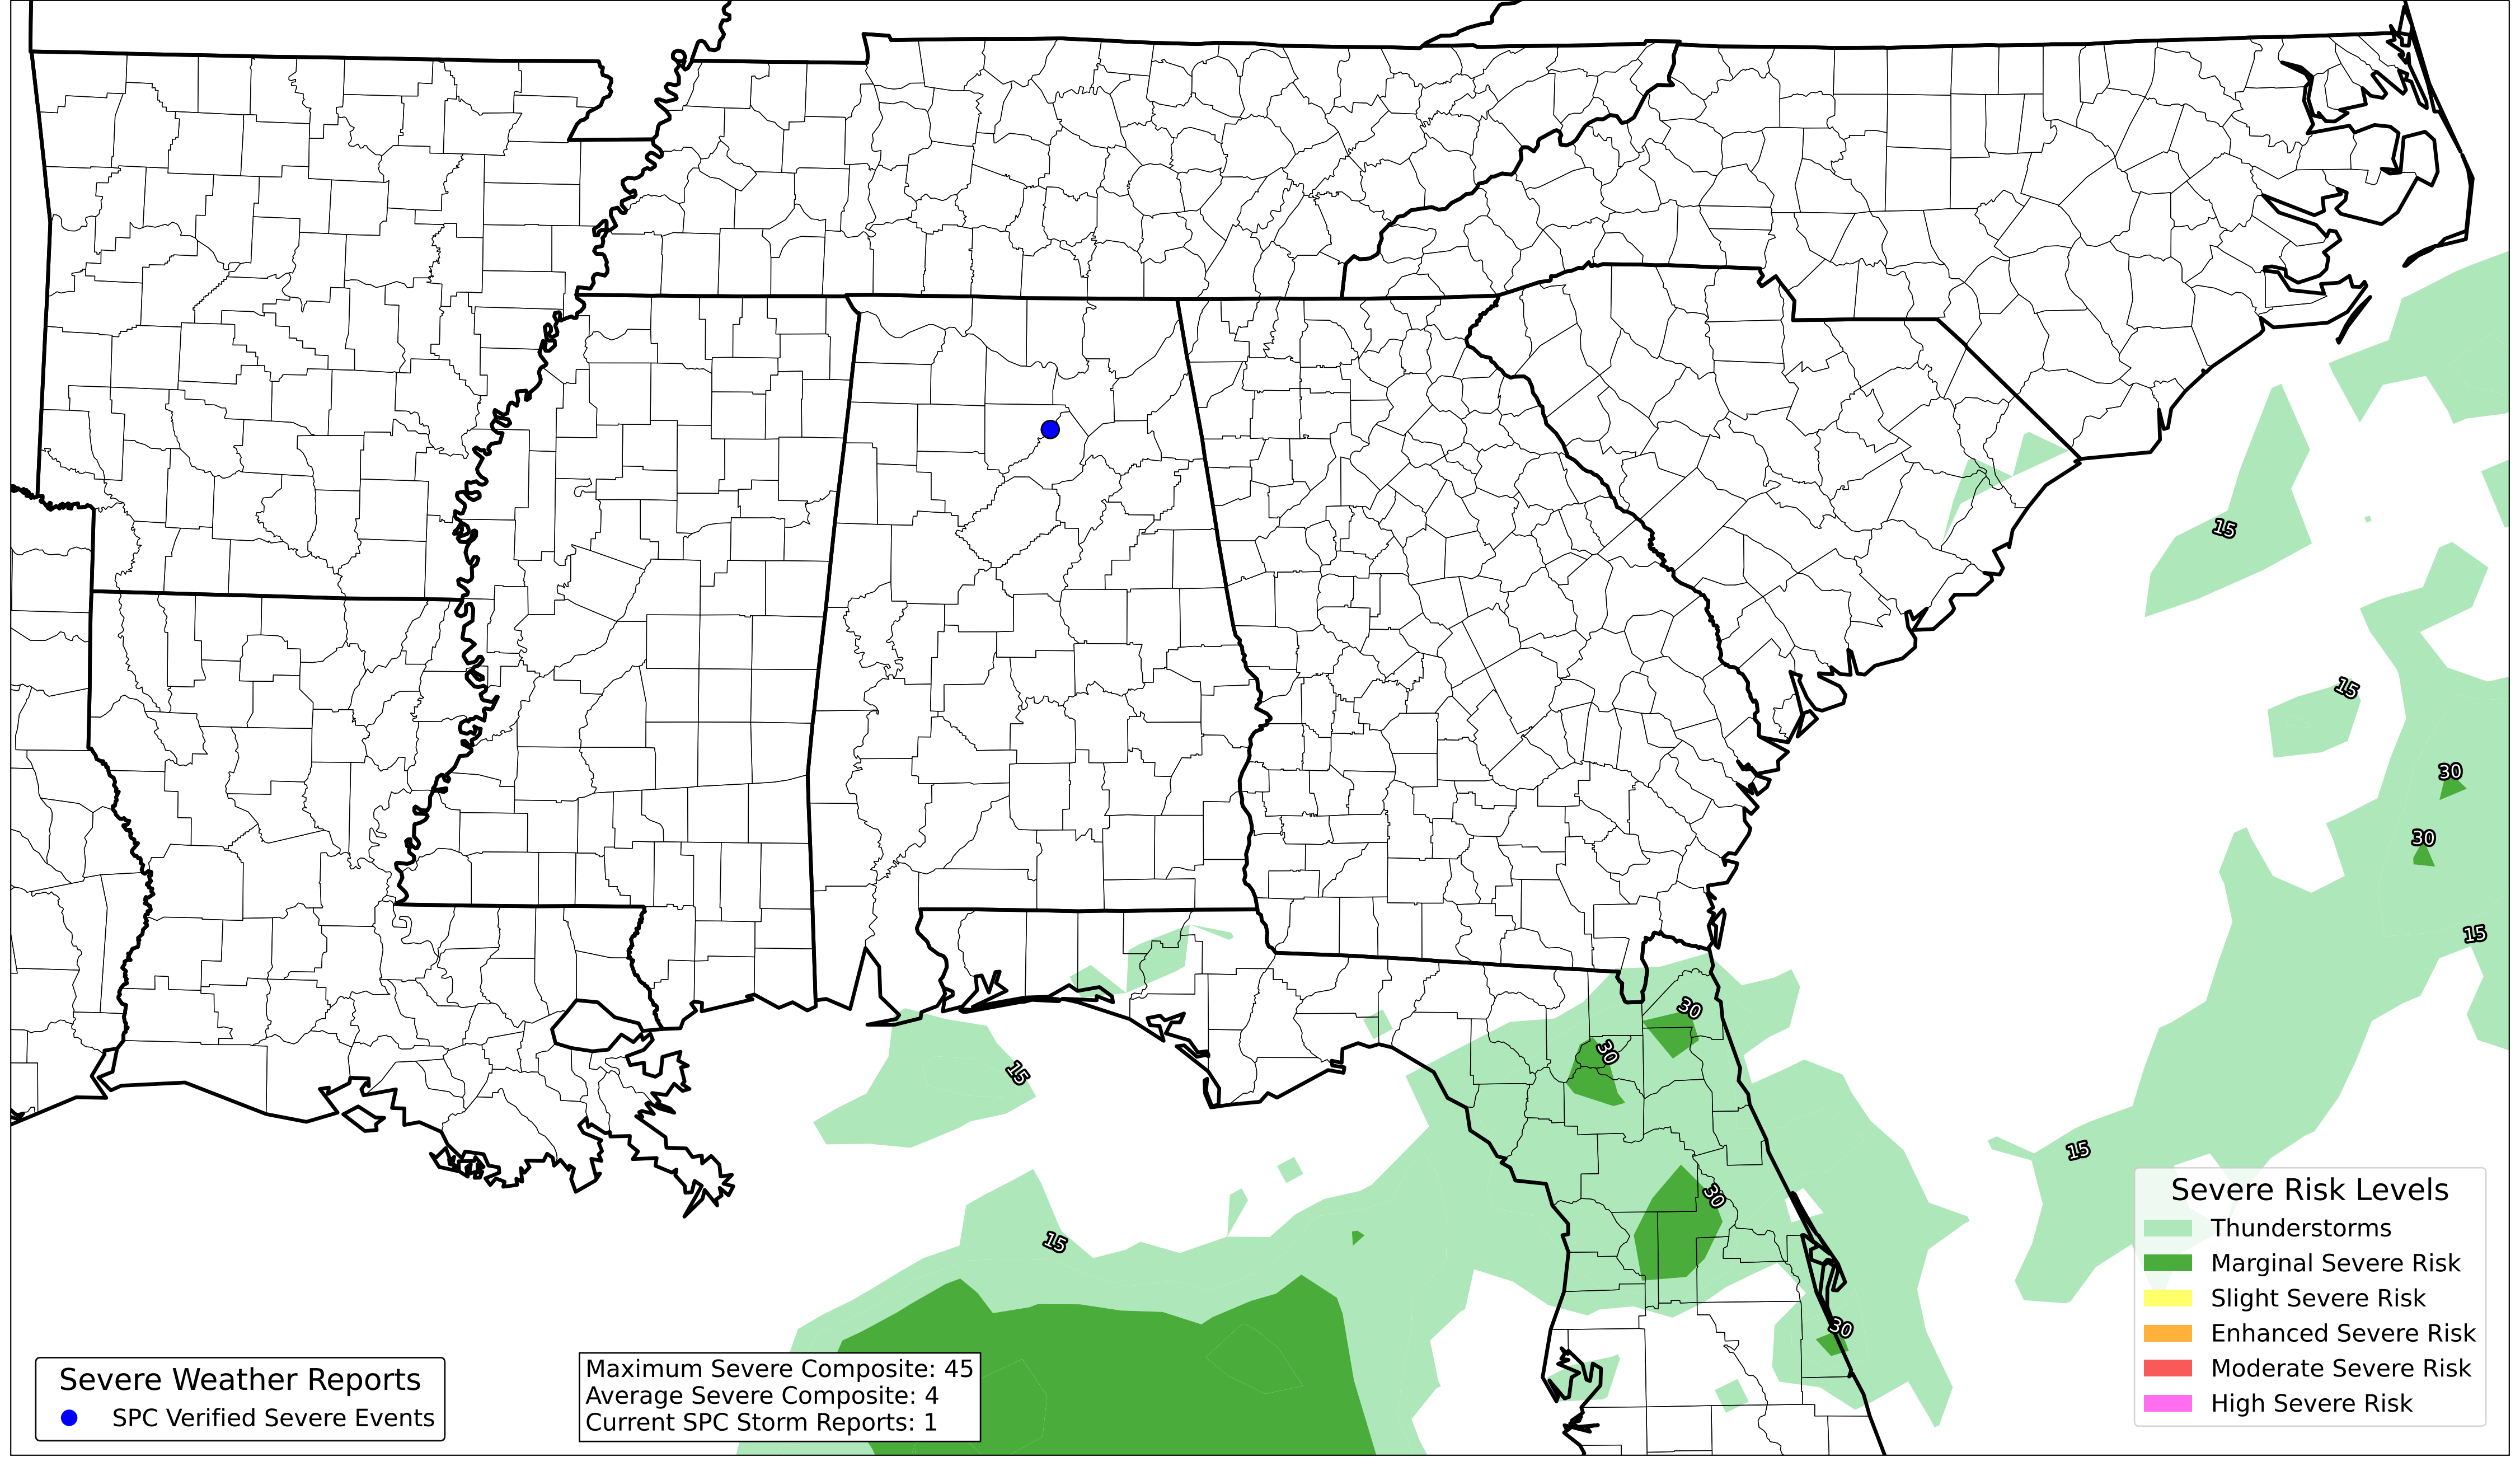 15
15
30
30
15
30
30
15
15
30
15
30
Severe Risk Levels
Thunderstorms
Marginal Severe Risk
Slight Severe Risk
Enhanced Severe Risk
Moderate Severe Risk
High Severe Risk
Severe Weather Reports
SPC Verified Severe Events
Maximum Severe Composite: 45
Average Severe Composite: 4
Current SPC Storm Reports: 1